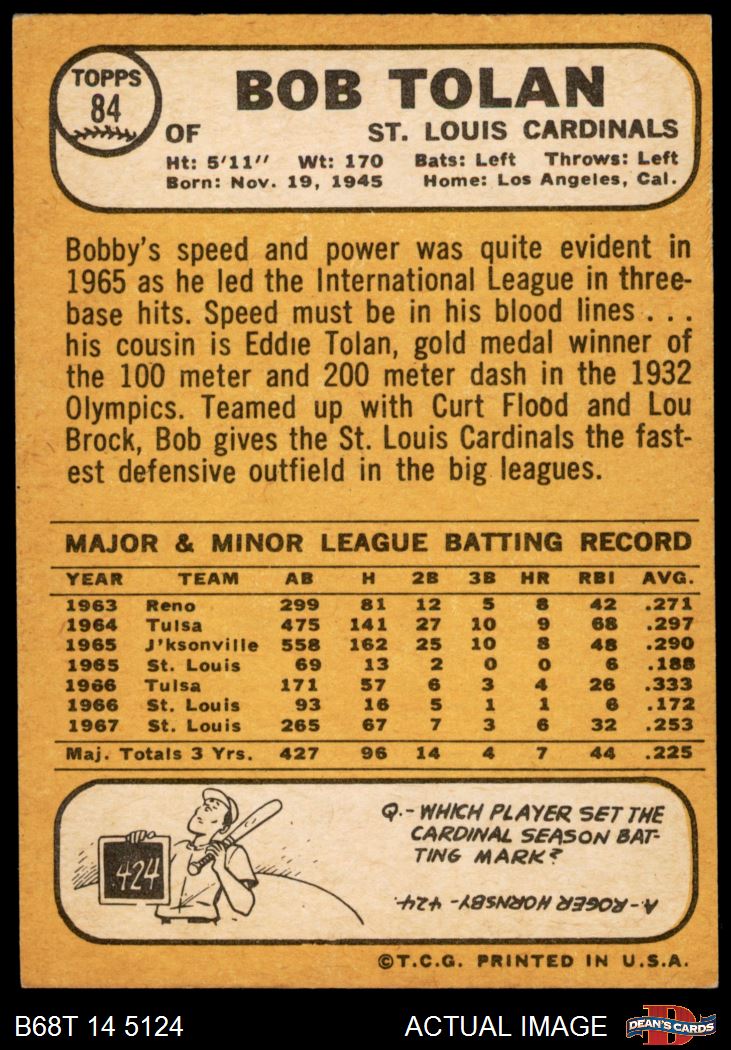 TOPPS
84
BOB TOLAN
OF ST. LOUIS CARDINALS
Ht: 5'11" Wt: 170 Bats: Left Throws: Left
Born: Nov. 19, 1945 Home: Los Angeles, Cal.
Bobby's speed and power was quite evident in
1965 as he led the International League in three-
base hits. Speed must be in his blood lines . . .
his cousin is Eddie Tolan, gold medal winner of
the 100 meter and 200 meter dash in the 1932
Olympics. Teamed up with Curt Flood and Lou
Brock, Bob gives the St. Louis Cardinals the fast-
est defensive outfield in the big leagues.
MAJOR & MINOR LEAGUE BATTING RECORD
YEAR TEAM AB H 2B 3B HR RBI AVG.
1963 Reno 299 81 12 5 8 42 .271
1964 Tulsa 475 141 27 10 9 68 .297
1965 J'ksonville 558 162 25 10 8 48 .290
1965 St. Louis 69 13 2 0 0 6 .188
1966 Tulsa 171 57 6 3 4 26 .333
1966 St. Louis 93 16 5 1 1 6 .172
1967 St. Louis 265 67 7 3 6 32 .253
Maj. Totals 3 Yrs. 427 96 14 4 7 44 .225
.424
Q.- WHICH PLAYER SET THE
CARDINAL SEASON BAT-
TING MARK?
A- ROGER HORNSBY- .424.
©T.C.G. PRINTED IN U.S.A.
B68T 14 5124 ACTUAL IMAGE
D
DEAN'S CARDS